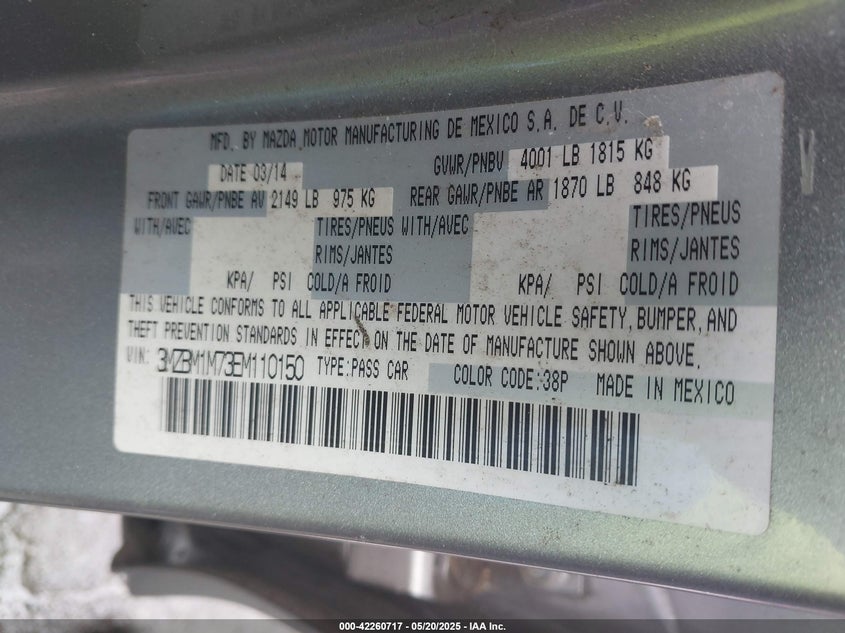 MFD. BY MAZDA MOTOR MANUFACTURING DE MEXICO S.A. DE C.V.
DATE 03/14 GVWR/PNBV 4001 LB 1815 KG
FRONT GAWR/PNBE AV 2149 LB 975 KG REAR GAWR/PNBE AR 1870 LB 848 KG
WITH/AVEC TIRES/PNEUS WITH/AVEC TIRES/PNEUS
RIMS/JANTES RIMS/JANTES
KPA/ PSI COLD/A FROID KPA/ PSI COLD/A FROID
THIS VEHICLE CONFORMS TO ALL APPLICABLE FEDERAL MOTOR VEHICLE SAFETY, BUMPER, AND
THEFT PREVENTION STANDARDS IN EFFECT ON THE DATE OF MANUFACTURE SHOWN ABOVE.
VIN: 3MZBM1M73EM110150 TYPE:PASS CAR COLOR CODE:38P MADE IN MEXICO
V
000-42260717 - 05/20/2025 - IAA Inc.